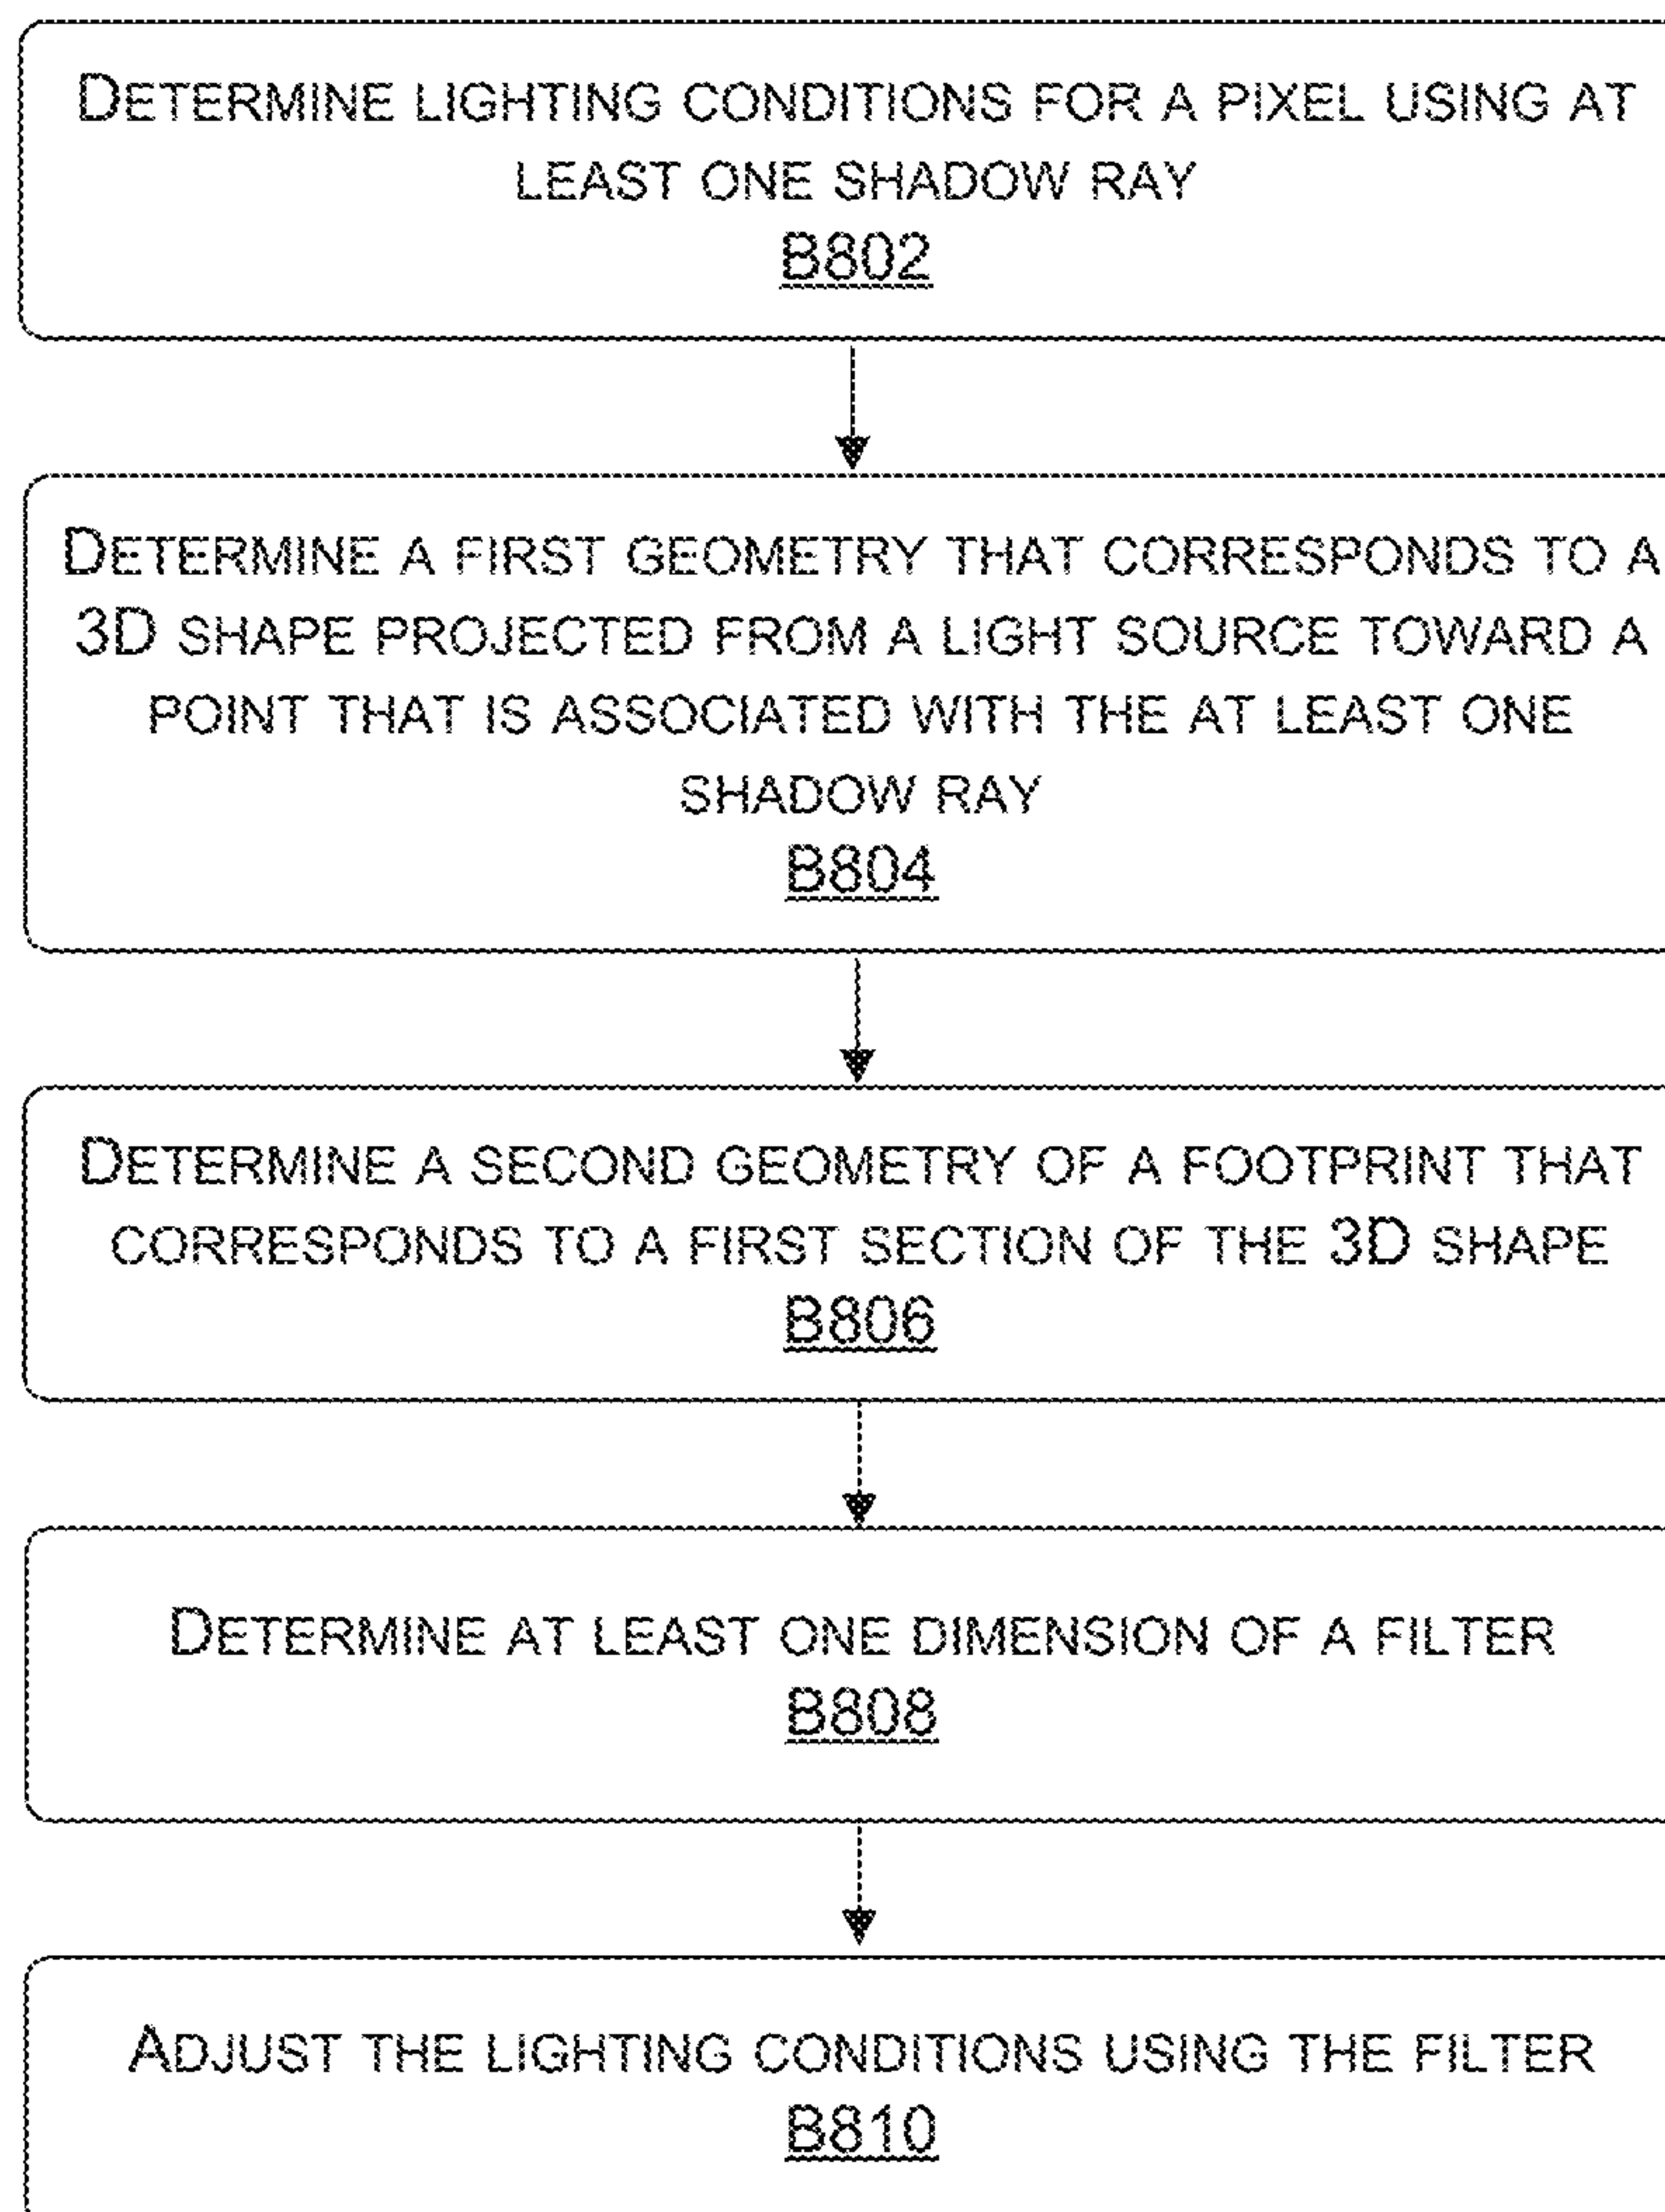 DETERMINE LIGHTING CONDITIONS FOR A PIXEL USING AT
LEAST ONE SHADOW RAY
B802
DETERMINE A FIRST GEOMETRY THAT CORRESPONDS TO A
3D SHAPE PROJECTED FROM A LIGHT SOURCE TOWARD A
POINT THAT IS ASSOCIATED WITH THE AT LEAST ONE
SHADOW RAY
B804
DETERMINE A SECOND GEOMETRY OF A FOOTPRINT THAT
CORRESPONDS TO A FIRST SECTION OF THE 3D SHAPE
B806
DETERMINE AT LEAST ONE DIMENSION OF A FILTER
B808
ADJUST THE LIGHTING CONDITIONS USING THE FILTER
B810